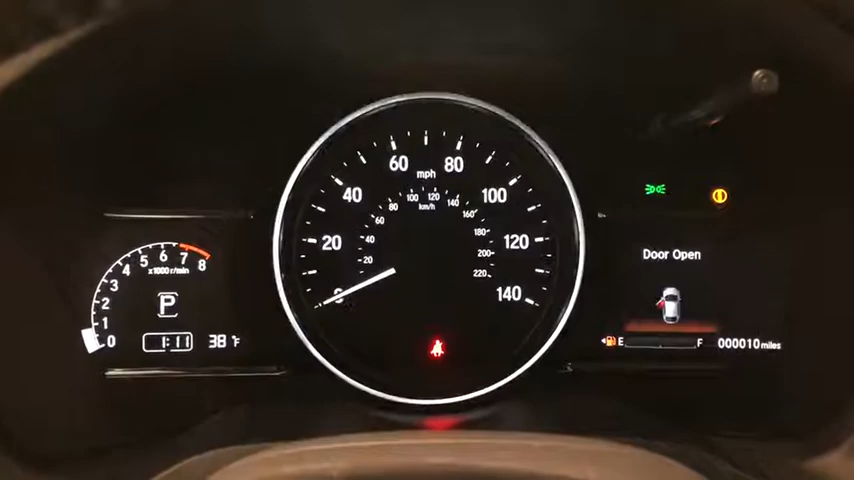 60 80
mph
40 100
80 100 120 140
km/h
60 160
20 120
40 180
20 200
220
0 140
0 1 2 3 4 5 6 7 8
x1000 r/min
P
1:11 38°F
Door Open
E F 000010 miles